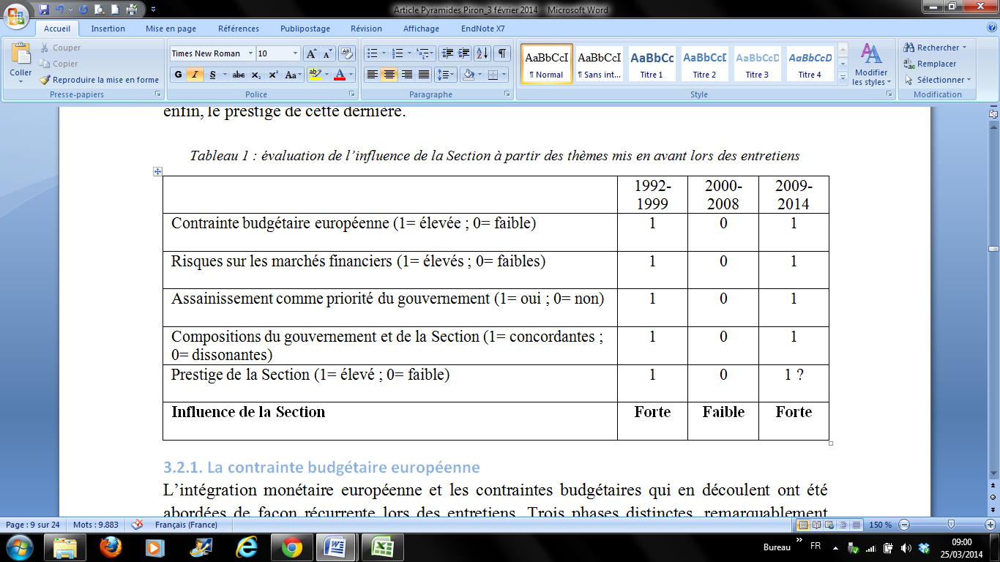 Article Pyramides Piron_3 février 2014 - Microsoft Word
Accueil Insertion Mise en page Références Publipostage Révision Affichage EndNote X7
Coller
Couper
Copier
Reproduire la mise en forme
Presse-papiers
Times New Roman 10
G I S abc X₂ X² Aa
Police
Paragraphe
AaBbCcI AaBbCcI AaBbCc AaBbCcI AaBbCcI AaBbCcD
¶ Normal ¶ Sans int... Titre 1 Titre 2 Titre 3 Titre 4
Style
Modifier les styles
Rechercher
Remplacer
Sélectionner
Modification
enfin, le prestige de cette dernière.
Tableau 1 : évaluation de l’influence de la Section à partir des thèmes mis en avant lors des entretiens
1992-1999 2000-2008 2009-2014
Contrainte budgétaire européenne (1= élevée ; 0= faible) 1 0 1
Risques sur les marchés financiers (1= élevés ; 0= faibles) 1 0 1
Assainissement comme priorité du gouvernement (1= oui ; 0= non) 1 0 1
Compositions du gouvernement et de la Section (1= concordantes ;
0= dissonantes) 1 0 1
Prestige de la Section (1= élevé ; 0= faible) 1 0 1 ?
Influence de la Section Forte Faible Forte
3.2.1. La contrainte budgétaire européenne
L’intégration monétaire européenne et les contraintes budgétaires qui en découlent ont été
abordées de façon récurrente lors des entretiens. Trois phases distinctes, remarquablement
Page : 9 sur 24 Mots : 9.883 Français (France) 150 %
Bureau » FR 09:00
25/03/2014